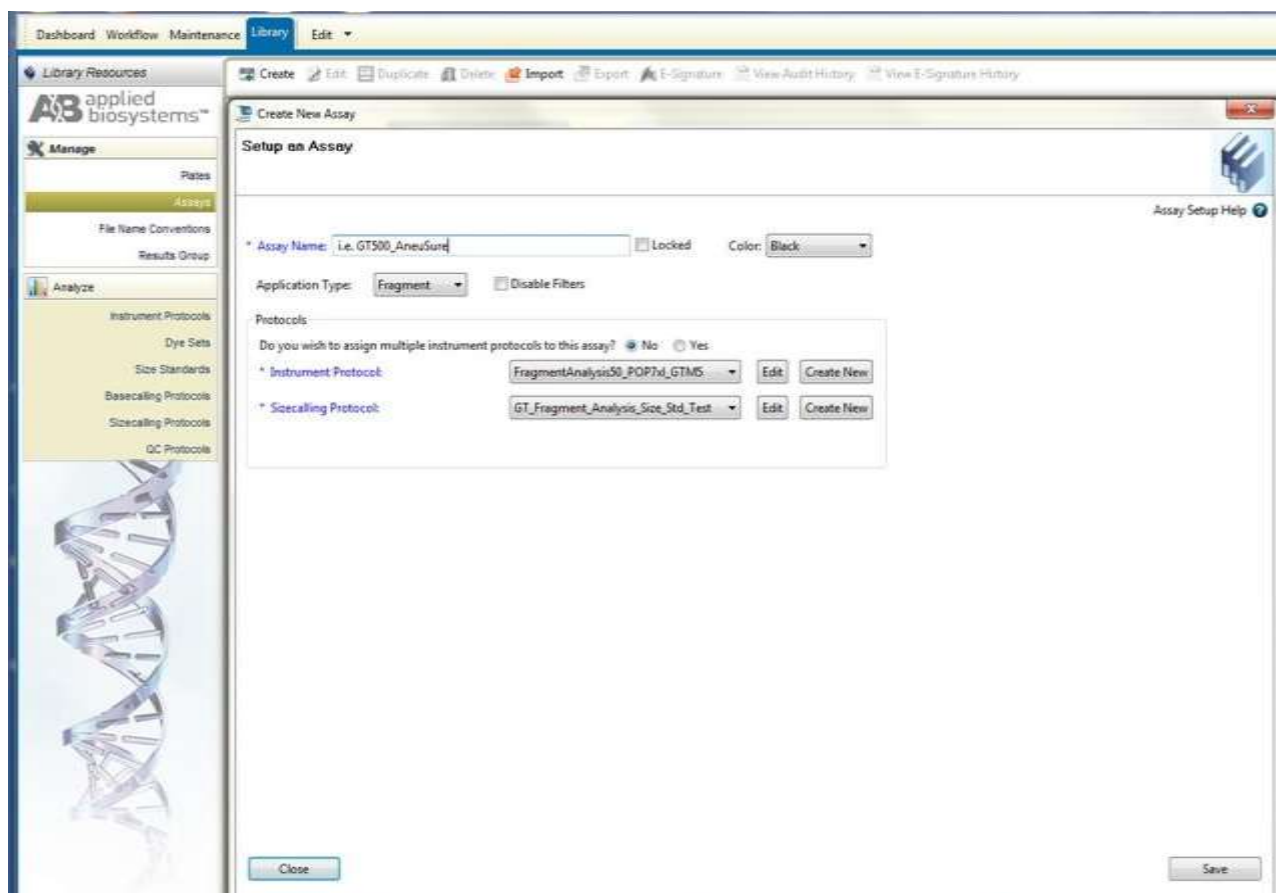 Dashboard Workflow Maintenance Library Edit
Library Resources
Create Edit Duplicate Delete Import Export E-Signature View Audit History View E-Signature History
AB applied biosystems™
Create New Assay
Manage
Setup an Assay
Plates
Assays
Assay Setup Help
File Name Conventions
* Assay Name: i.e. GT500_AneuSure Locked Color: Black
Results Group
Analyze
Application Type: Fragment Disable Filters
Instrument Protocols
Protocols
Dye Sets
Do you wish to assign multiple instrument protocols to this assay? No Yes
Size Standards
* Instrument Protocol: FragmentAnalysis50_POP7xl_GTM5 Edit Create New
Basecalling Protocols
* Sizecalling Protocol: GT_Fragment_Analysis_Size_Std_Test Edit Create New
Sizecalling Protocols
QC Protocols
Close Save